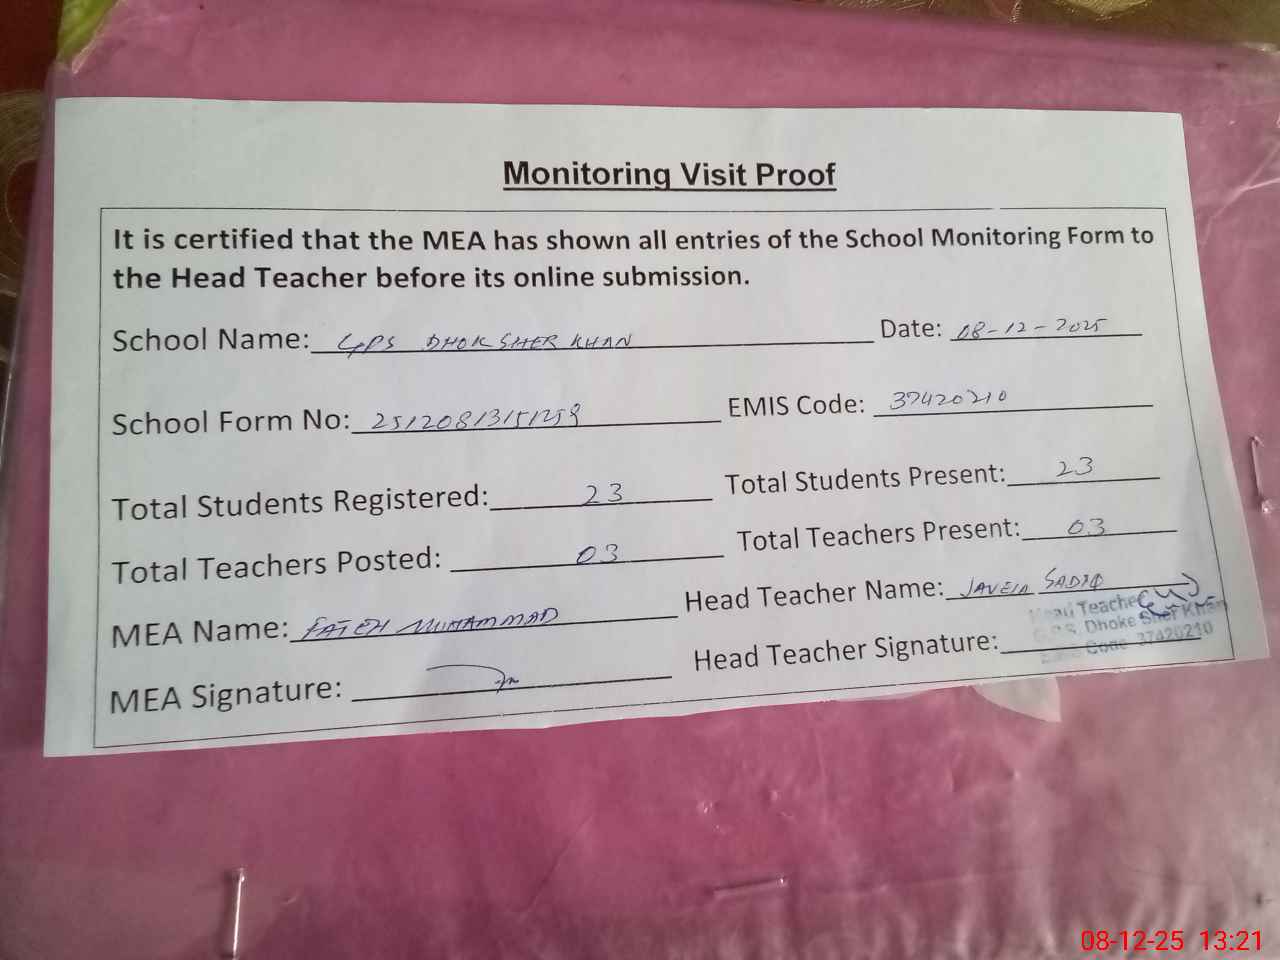 Monitoring Visit Proof
It is certified that the MEA has shown all entries of the School Monitoring Form to
the Head Teacher before its online submission.
School Name: GPS DHOK SHER KHAN Date: 08-12-2025
School Form No: 25120813151259 EMIS Code: 37420210
Total Students Registered: 23 Total Students Present: 23
Total Teachers Posted: 03 Total Teachers Present: 03
MEA Name: FATEH MUHAMMAD Head Teacher Name: JAVEID SADIQ
Head Teacher
G.P.S. Dhoke Sher Khan
Code 37420210
MEA Signature: Head Teacher Signature:
08-12-25 13:21